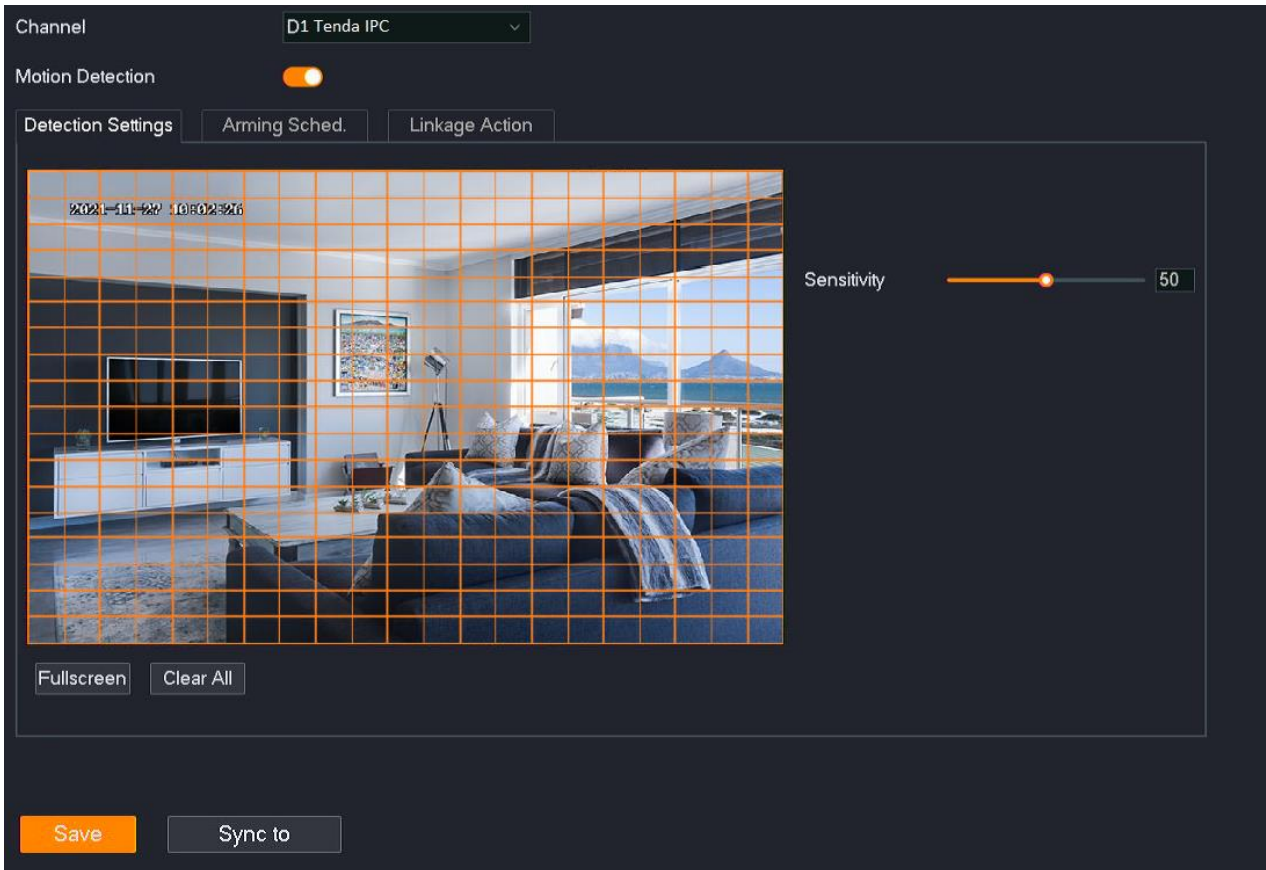 Channel D1 Tenda IPC
Motion Detection
Detection Settings Arming Sched. Linkage Action
2021-11-27 10:02:26
Sensitivity 50
Fullscreen Clear All
Save Sync to